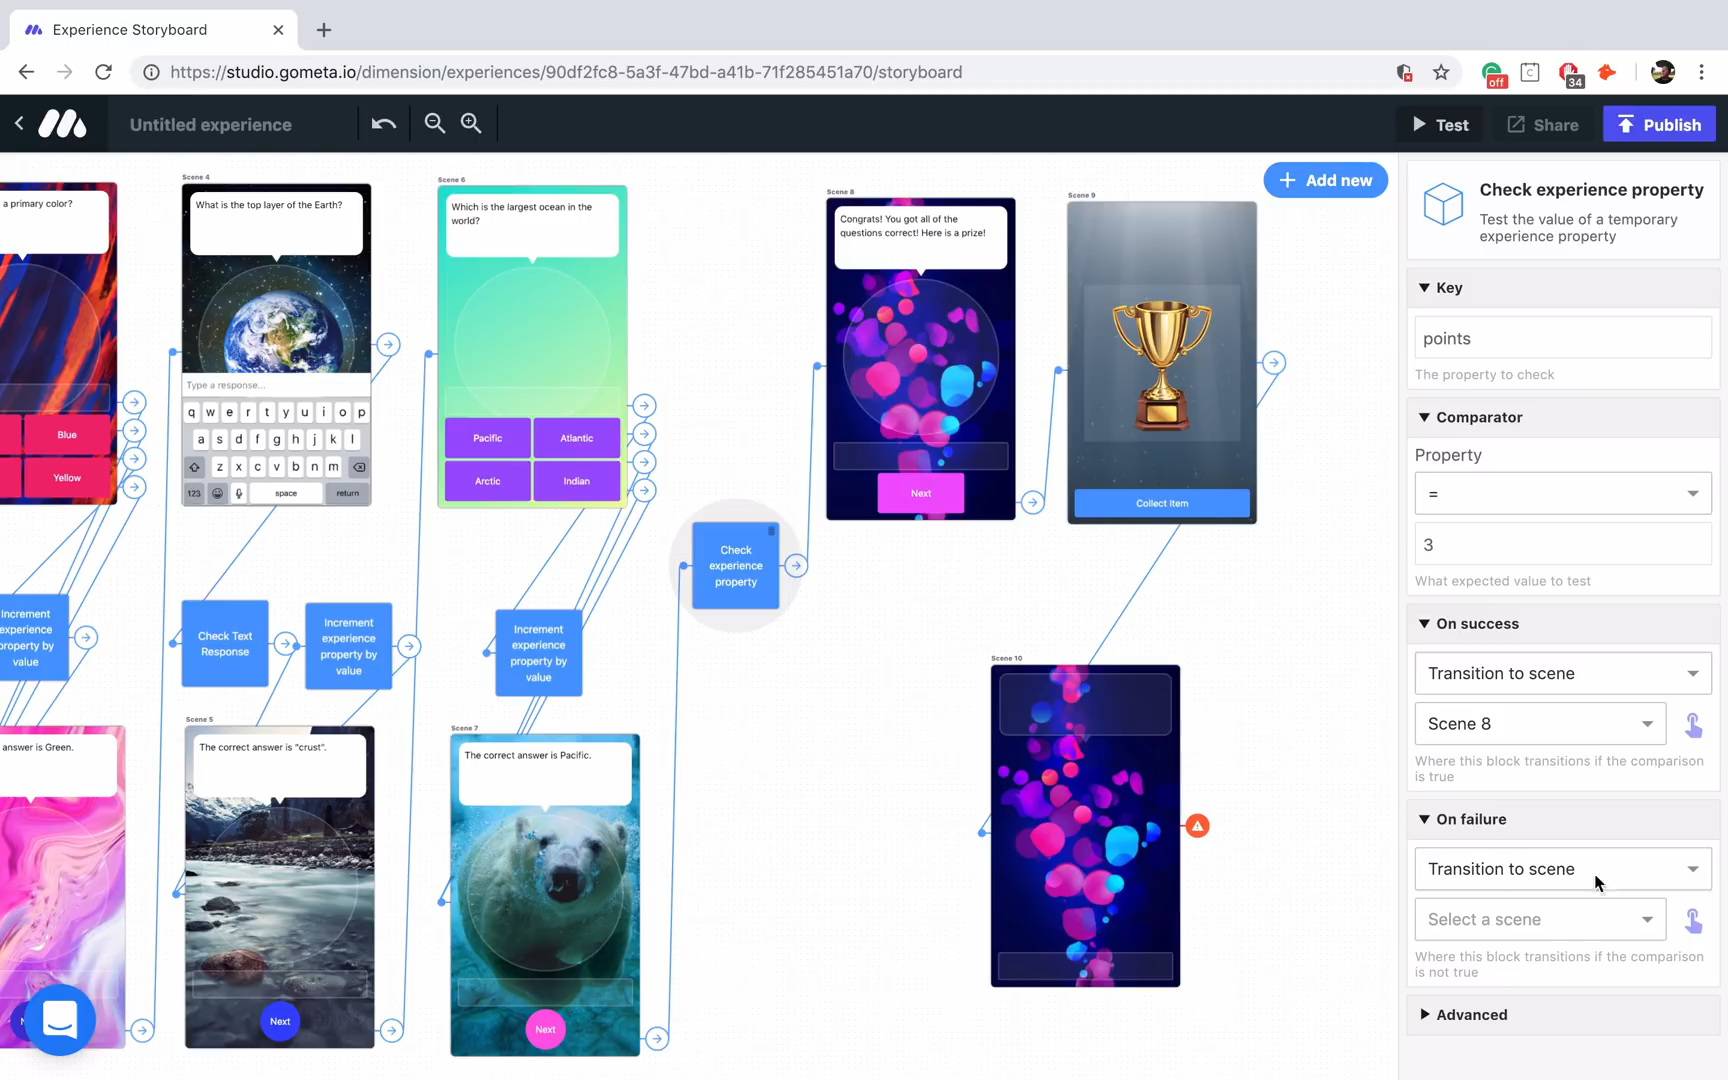 Experience Storyboard
https://studio.gometa.io/dimension/experiences/90df2fc8-5a3f-47bd-a41b-71f285451a70/storyboard
off
C
34
Untitled experience
Test
Share
Publish
Add new
a primary color?
Blue
Yellow
Increment
experience
property by
value
answer is Green.
Scene 4
What is the top layer of the Earth?
Type a response...
q w e r t y u i o p
a s d f g h j k l
z x c v b n m
123 space return
Check Text
Response
Increment
experience
property by
value
Scene 5
The correct answer is "crust".
Next
Scene 6
Which is the largest ocean in the
world?
Pacific
Atlantic
Arctic
Indian
Increment
experience
property by
value
Scene 7
The correct answer is Pacific.
Next
Check
experience
property
Scene 8
Congrats! You got all of the
questions correct! Here is a prize!
Next
Scene 9
Collect Item
Scene 10
Check experience property
Test the value of a temporary
experience property
Key
points
The property to check
Comparator
Property
=
3
What expected value to test
On success
Transition to scene
Scene 8
Where this block transitions if the comparison
is true
On failure
Transition to scene
Select a scene
Where this block transitions if the comparison
is not true
Advanced